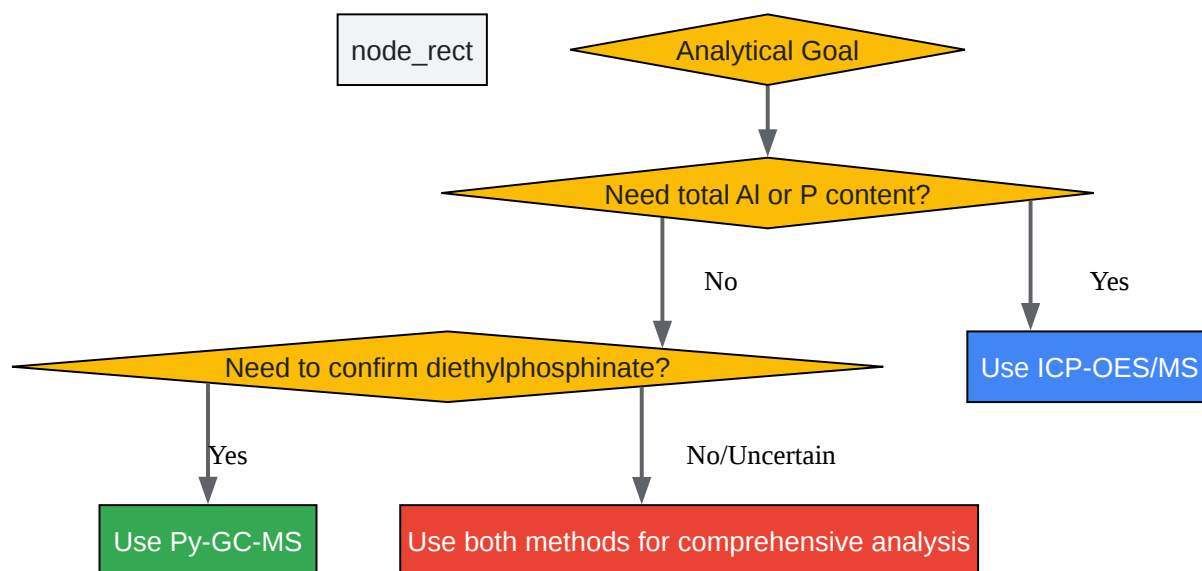 node_rect
Analytical Goal
Need total Al or P content?
No
Yes
Need to confirm diethylphosphinate?
Use ICP-OES/MS
Yes
No/Uncertain
Use Py-GC-MS
Use both methods for comprehensive analysis